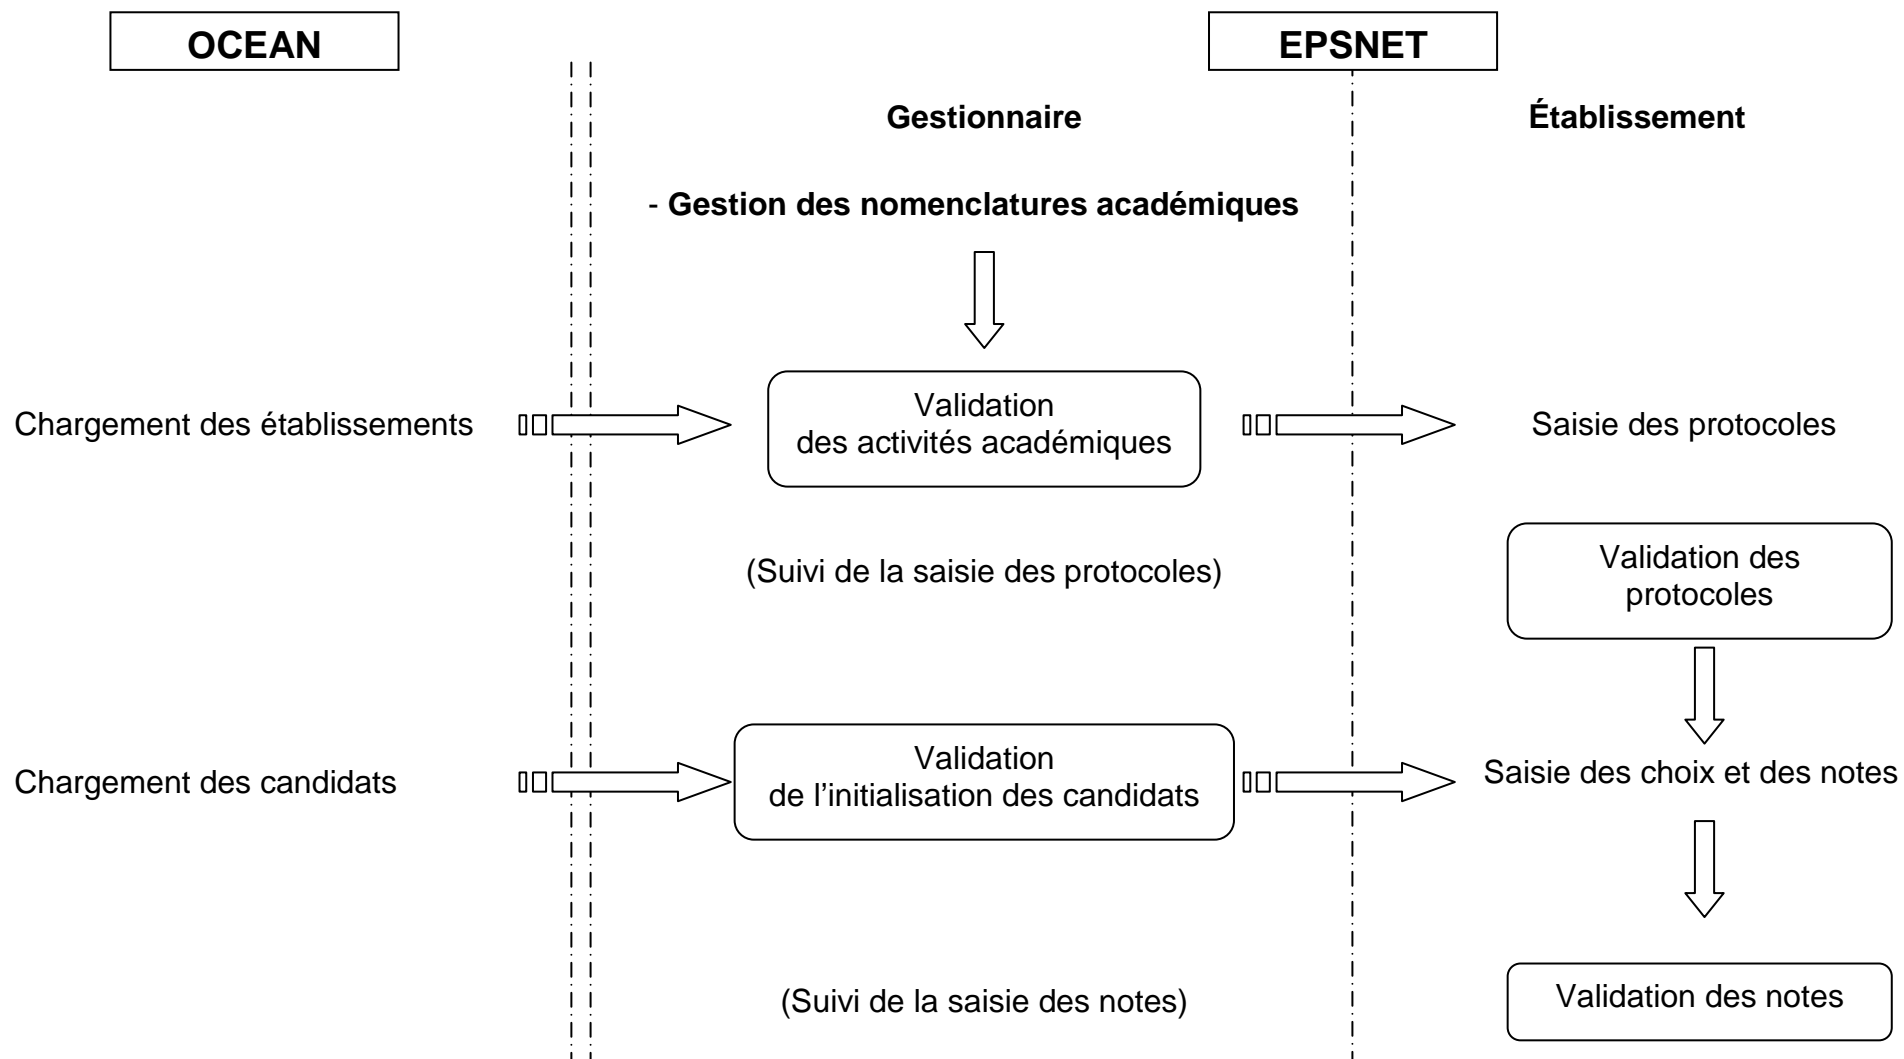 OCEAN
EPSNET
Gestionnaire
Établissement
- Gestion des nomenclatures académiques
Chargement des établissements
Validation
des activités académiques
Saisie des protocoles
(Suivi de la saisie des protocoles)
Validation des
protocoles
Chargement des candidats
Validation
de l'initialisation des candidats
Saisie des choix et des notes
(Suivi de la saisie des notes)
Validation des notes